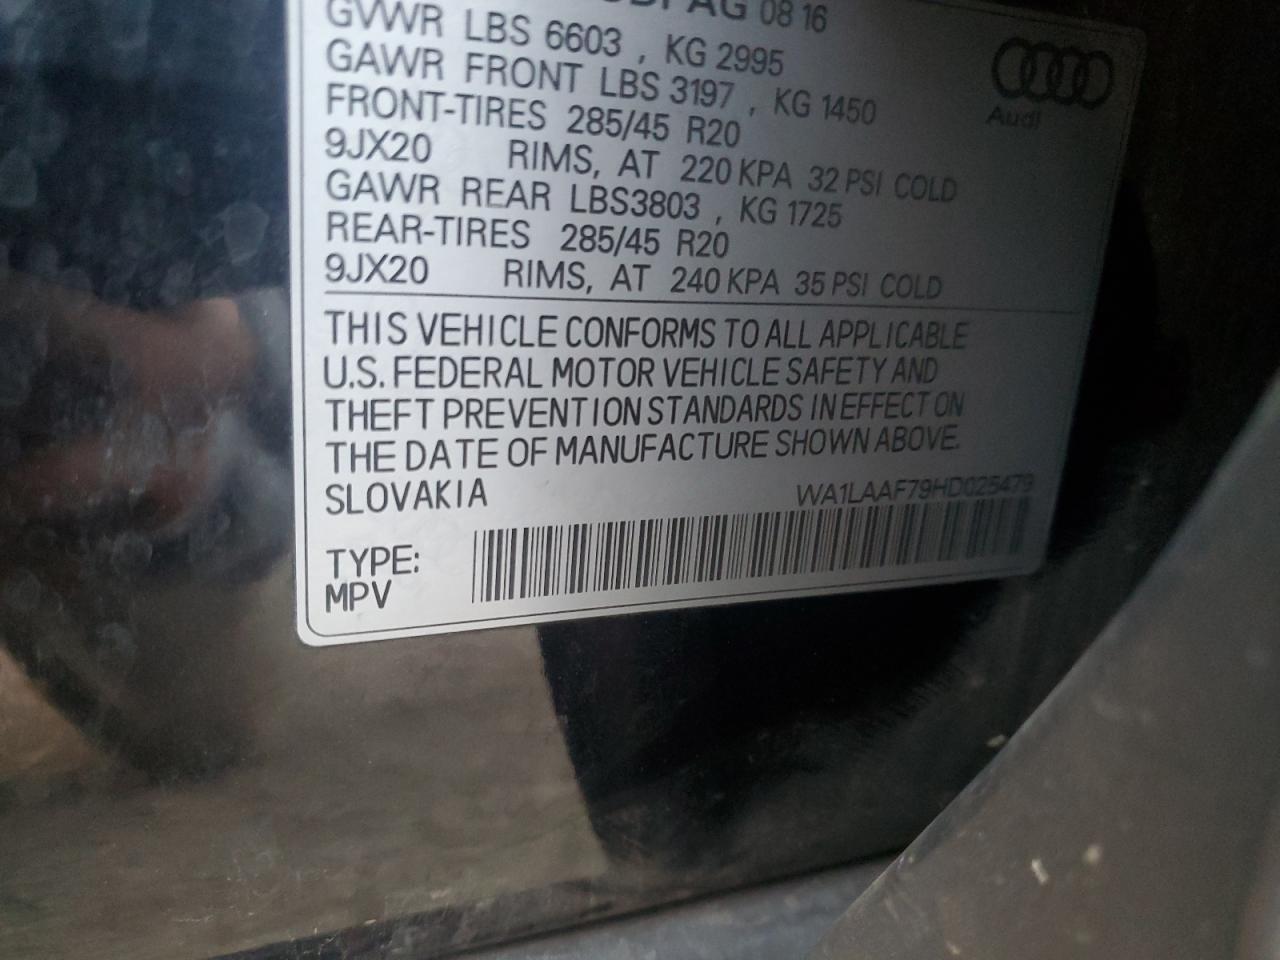 AG 08 16
GVWR LBS 6603 , KG 2995
GAWR FRONT LBS 3197 , KG 1450
FRONT-TIRES 285/45 R20
9JX20 RIMS, AT 220 KPA 32 PSI COLD
GAWR REAR LBS3803 , KG 1725
REAR-TIRES 285/45 R20
9JX20 RIMS, AT 240 KPA 35 PSI COLD
Audi
THIS VEHICLE CONFORMS TO ALL APPLICABLE
U.S. FEDERAL MOTOR VEHICLE SAFETY AND
THEFT PREVENTION STANDARDS IN EFFECT ON
THE DATE OF MANUFACTURE SHOWN ABOVE.
SLOVAKIA WA1LAAF79HD025479
TYPE:
MPV